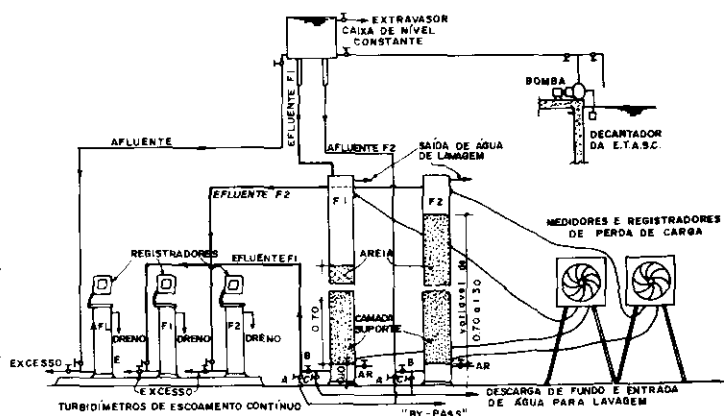 EXTRAVASOR
CAIXA DE NÍVEL
CONSTANTE
BOMBA
EFLUENTE F1
AFLUENTE
AFLUENTE F2
SAÍDA DE ÁGUA
DE LAVAGEM
DECANTADOR
DA E.T.A.S.C.
EFLUENTE F2
F1
F2
MEDIDORES E REGISTRADORES
DE PERDA DE CARGA
REGISTRADORES
EFLUENTE F1
AREIA
variável de
0.70 a 1.30
0.70
CAMADA
SUPORTE
AFL
F1
F2
DRENO
DRENO
DRENO
EXCESSO
E
B
B
AR
AR
A
C
A
C
EXCESSO
DESCARGA DE FUNDO E ENTRADA
DE ÁGUA PARA LAVAGEM
TURBIDÍMETROS DE ESCOAMENTO CONTÍNUO
"BY-PASS"